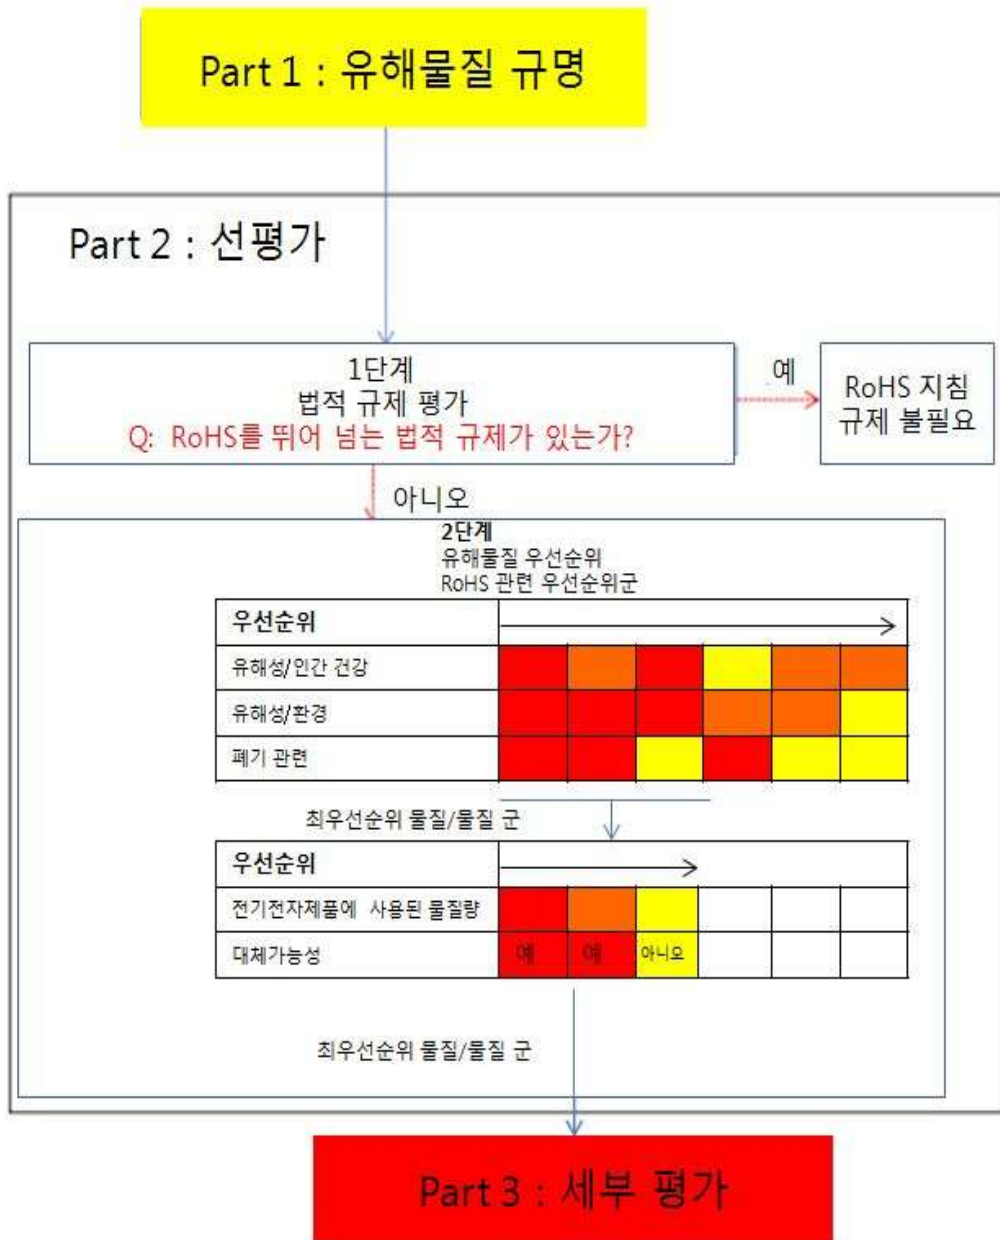 Part 1 : 유해물질 규명
Part 2 : 선평가
1단계
법적 규제 평가
Q: RoHS를 뛰어 넘는 법적 규제가 있는가?
예
RoHS 지침
규제 불필요
아니오
2단계
유해물질 우선순위
RoHS 관련 우선순위군
우선순위
유해성/인간 건강
유해성/환경
폐기 관련
최우선순위 물질/물질 군
우선순위
전기전자제품에 사용된 물질량
대체가능성 예 예 아니오
최우선순위 물질/물질 군
Part 3 : 세부 평가